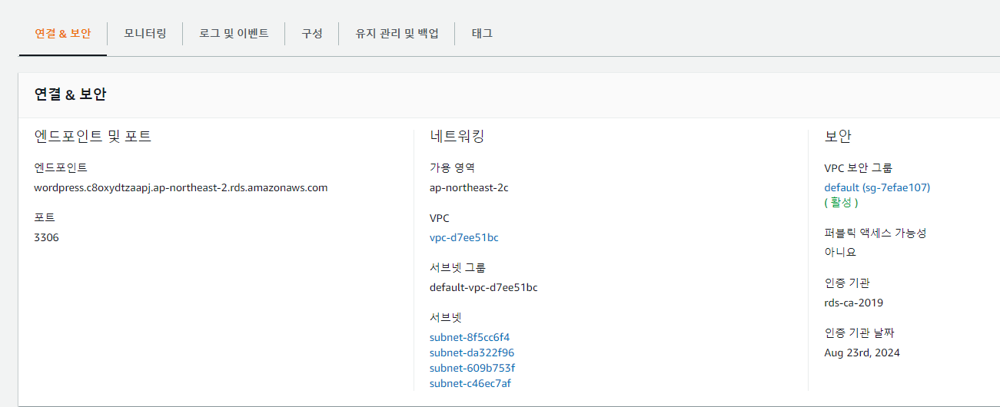 연결 & 보안
모니터링
로그 및 이벤트
구성
유지 관리 및 백업
태그
연결 & 보안
엔드포인트 및 포트
엔드포인트
wordpress.c8oxydtzaapj.ap-northeast-2.rds.amazonaws.com
포트
3306
네트워킹
가용 영역
ap-northeast-2c
VPC
vpc-d7ee51bc
서브넷 그룹
default-vpc-d7ee51bc
서브넷
subnet-8f5cc6f4
subnet-da322f96
subnet-609b753f
subnet-c46ec7af
보안
VPC 보안 그룹
default (sg-7efae107)
( 활성 )
퍼블릭 액세스 가능성
아니요
인증 기관
rds-ca-2019
인증 기관 날짜
Aug 23rd, 2024